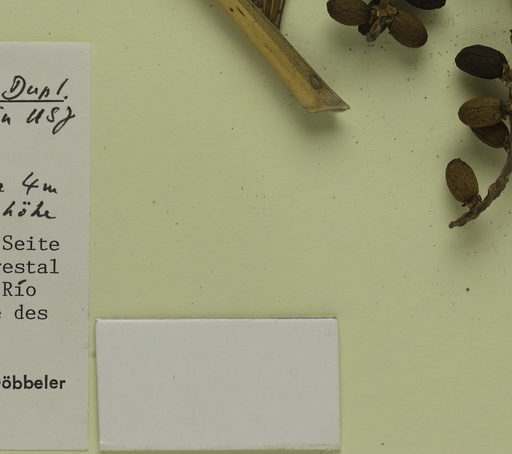 Dupl.
in USJ
4m
höhe
Seite
restal
Río
des
öbbeler